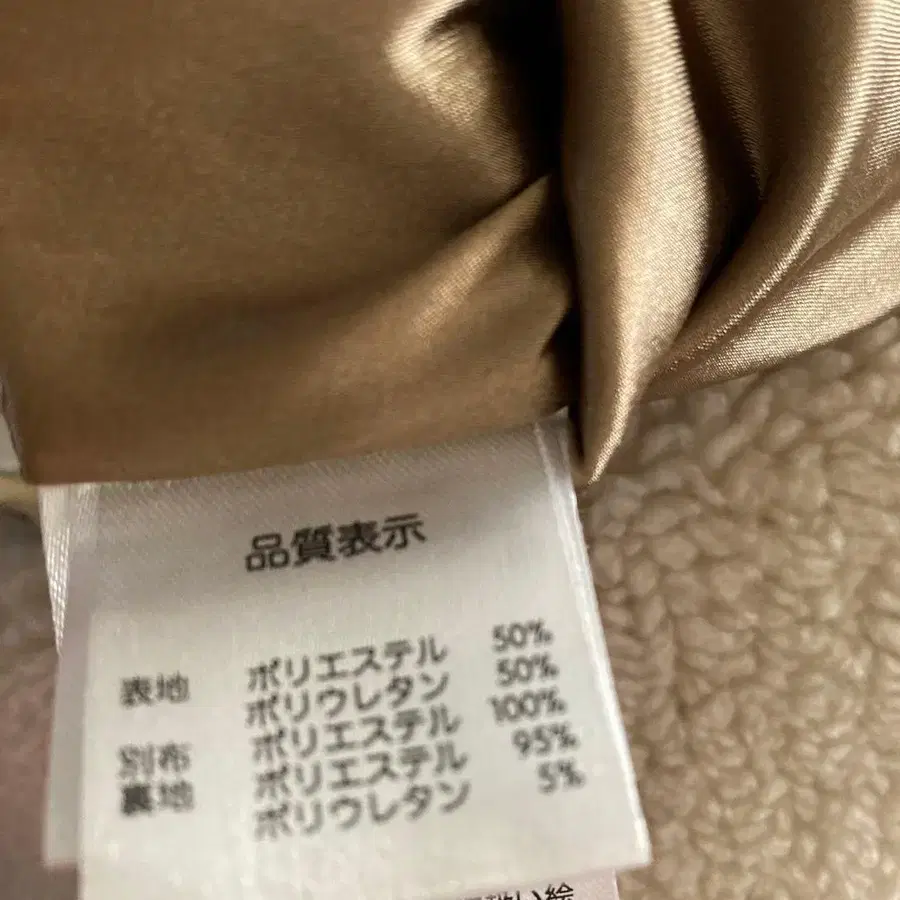 品質表示
表地 ポリエステル 50%
ポリウレタン 50%
別布 ポリエステル 100%
裏地 ポリエステル 95%
ポリウレタン 5%
い絵